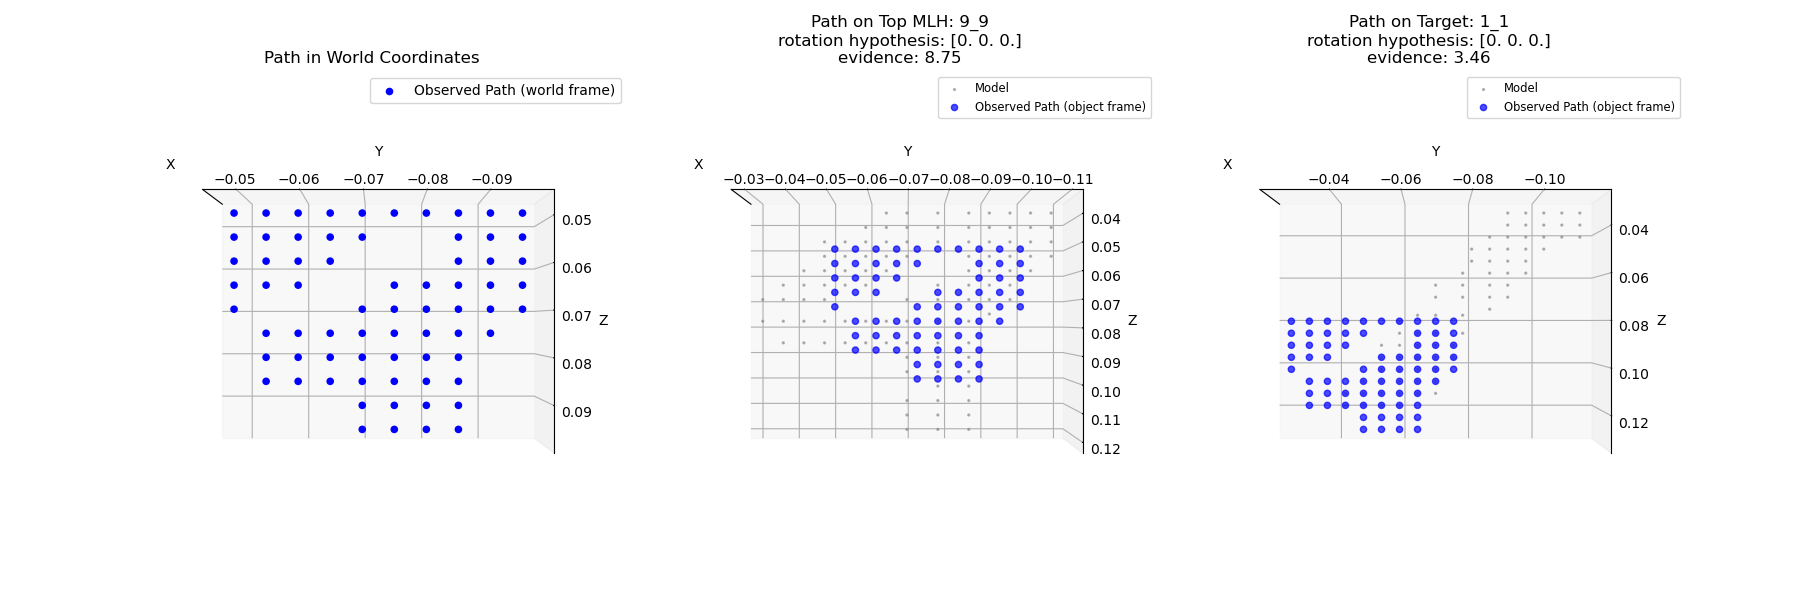 Path in World Coordinates
Observed Path (world frame)
X
Y
−0.05 −0.06 −0.07 −0.08 −0.09
0.05
0.06
0.07
Z
0.08
0.09
Path on Top MLH: 9_9
rotation hypothesis: [0. 0. 0.]
evidence: 8.75
Model
Observed Path (object frame)
X
Y
−0.03 −0.04 −0.05 −0.06 −0.07 −0.08 −0.09 −0.10 −0.11
0.04
0.05
0.06
0.07
Z
0.08
0.09
0.10
0.11
0.12
Path on Target: 1_1
rotation hypothesis: [0. 0. 0.]
evidence: 3.46
Model
Observed Path (object frame)
X
Y
−0.04 −0.06 −0.08 −0.10
0.04
0.06
0.08
Z
0.10
0.12